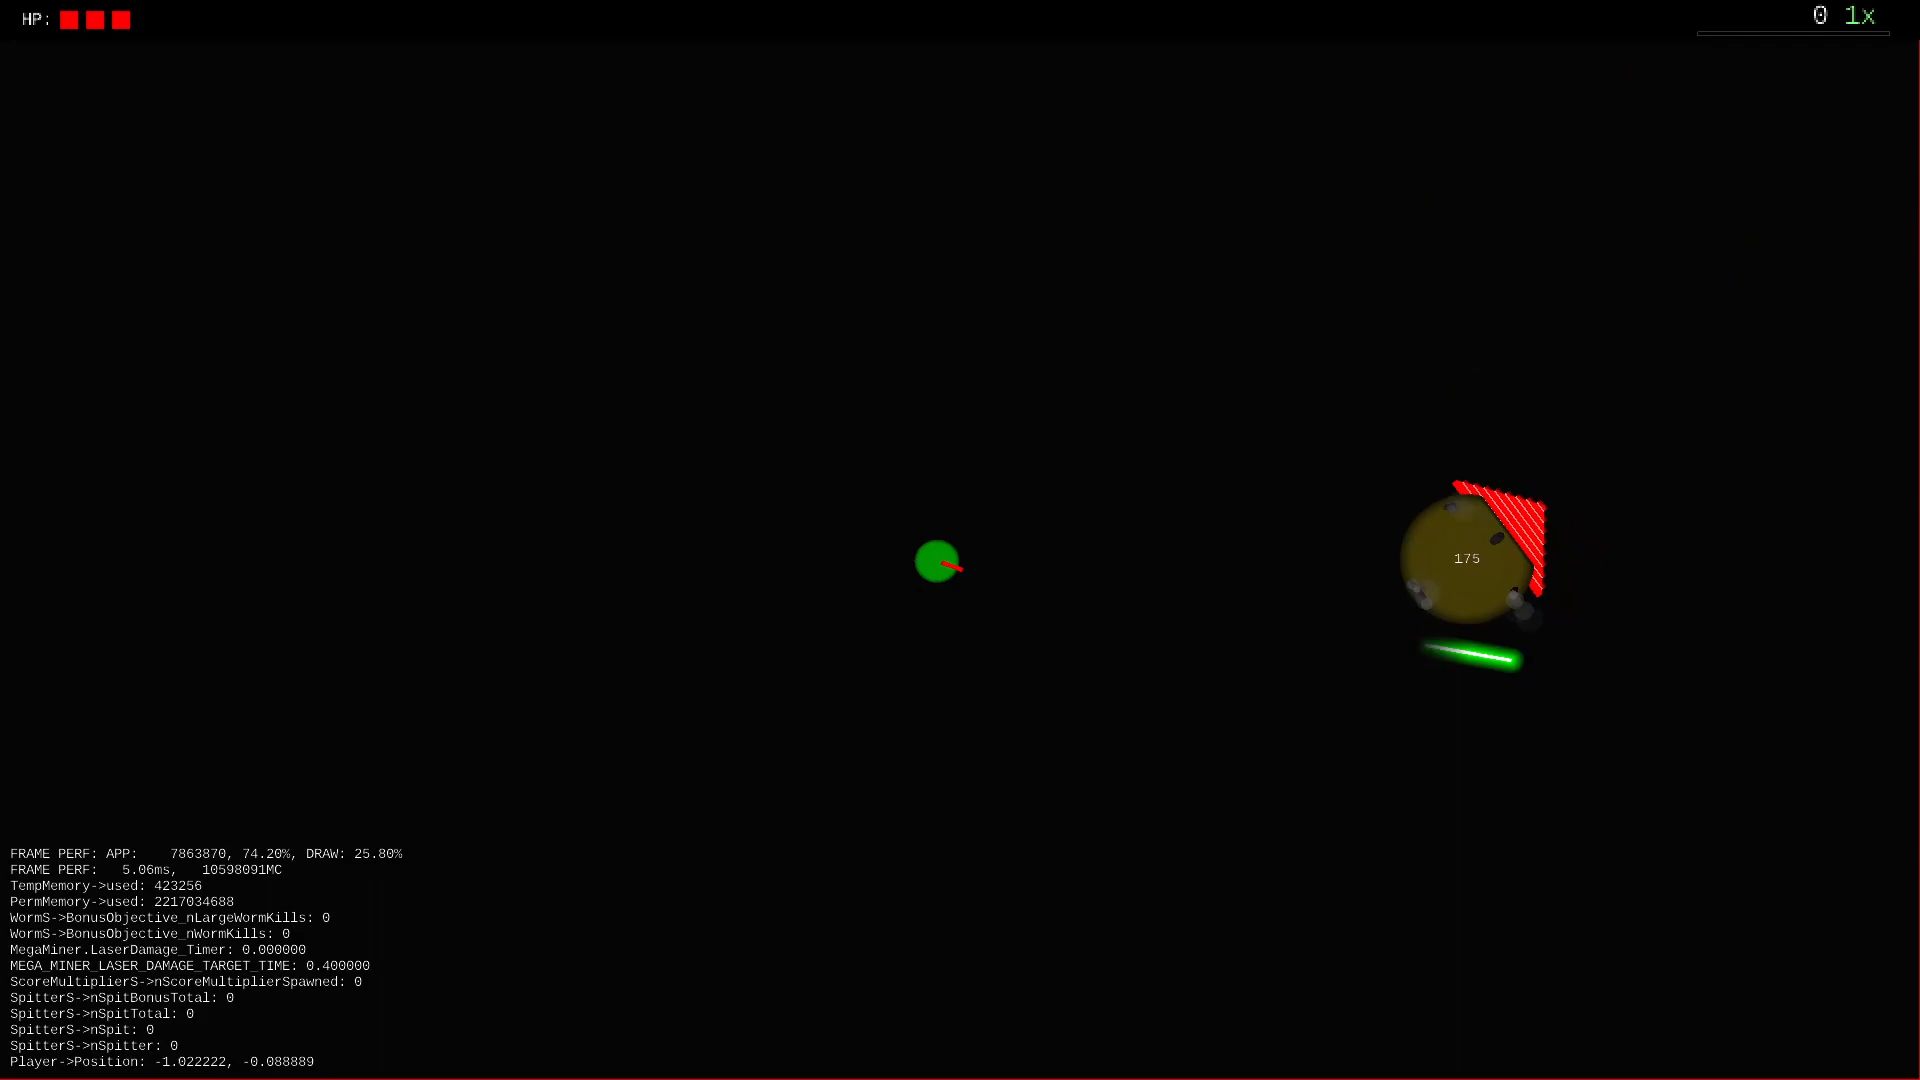 HP:
0 1x
175
FRAME PERF: APP:    7863870, 74.20%, DRAW: 25.80%
FRAME PERF:   5.06ms,   10598091MC
TempMemory->used: 423256
PermMemory->used: 2217034688
WormS->BonusObjective_nLargeWormKills: 0
WormS->BonusObjective_nWormKills: 0
MegaMiner.LaserDamage_Timer: 0.000000
MEGA_MINER_LASER_DAMAGE_TARGET_TIME: 0.400000
ScoreMultiplierS->nScoreMultiplierSpawned: 0
SpitterS->nSpitBonusTotal: 0
SpitterS->nSpitTotal: 0
SpitterS->nSpit: 0
SpitterS->nSpitter: 0
Player->Position: -1.022222, -0.088889